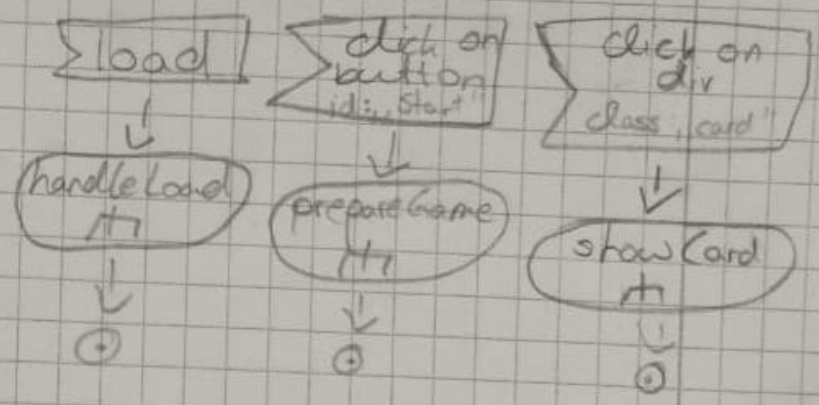 load
click on
button
id: „Start"
click on
div
class: „card"
handleLoad
prepareGame
showCard